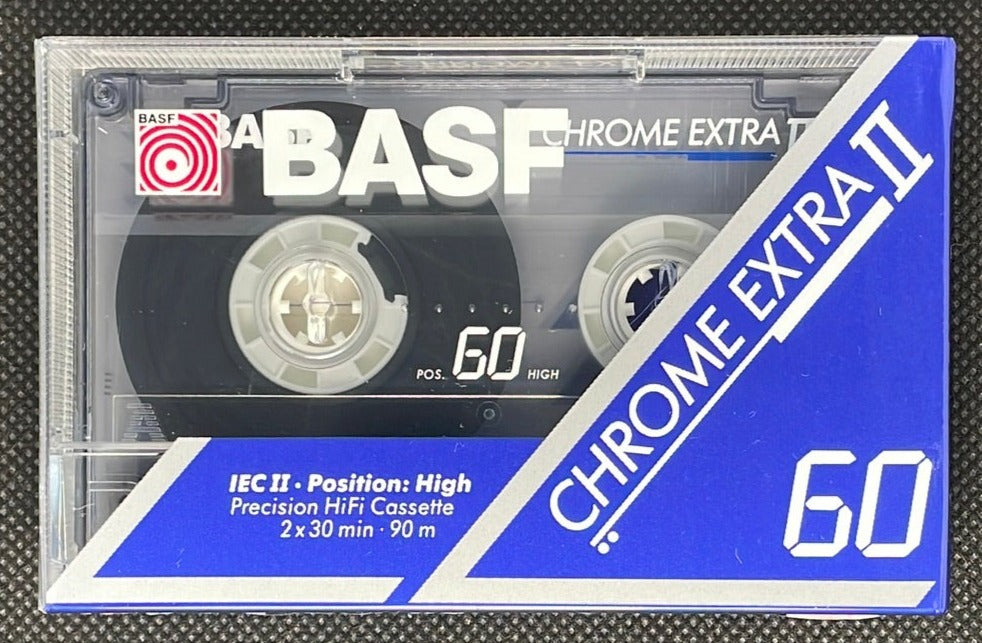 BASF
BASF
CHROME EXTRA II
POS. 60 HIGH
CHROME EXTRA II
IEC II · Position: High
Precision HiFi Cassette
2 x 30 min · 90 m
60